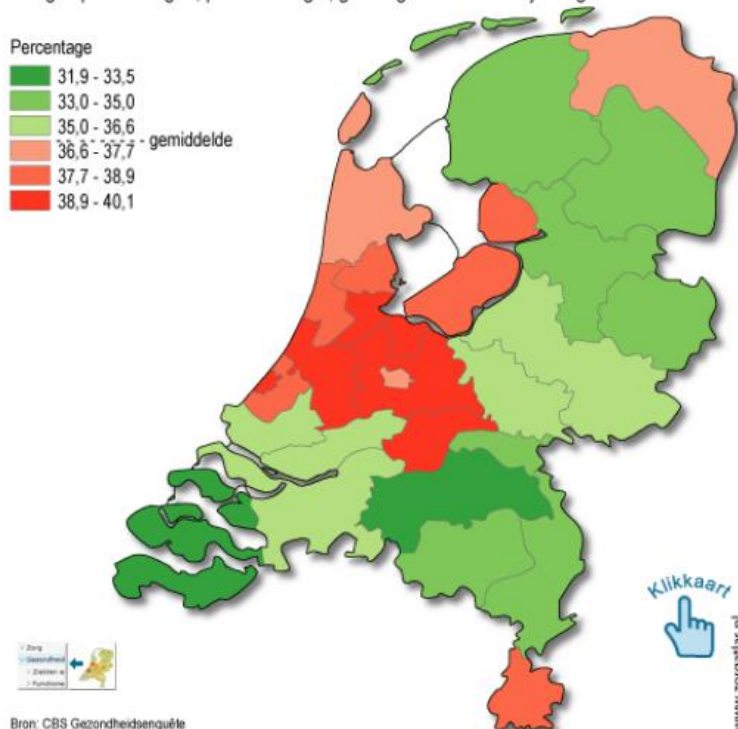 Percentage
31,9 - 33,5
33,0 - 35,0
35,0 - 36,6
gemiddelde
36,6 - 37,7
37,7 - 38,9
38,9 - 40,1
Klikkaart
Zorg
Gezondheid
Bron: CBS Gezondheidsenquête